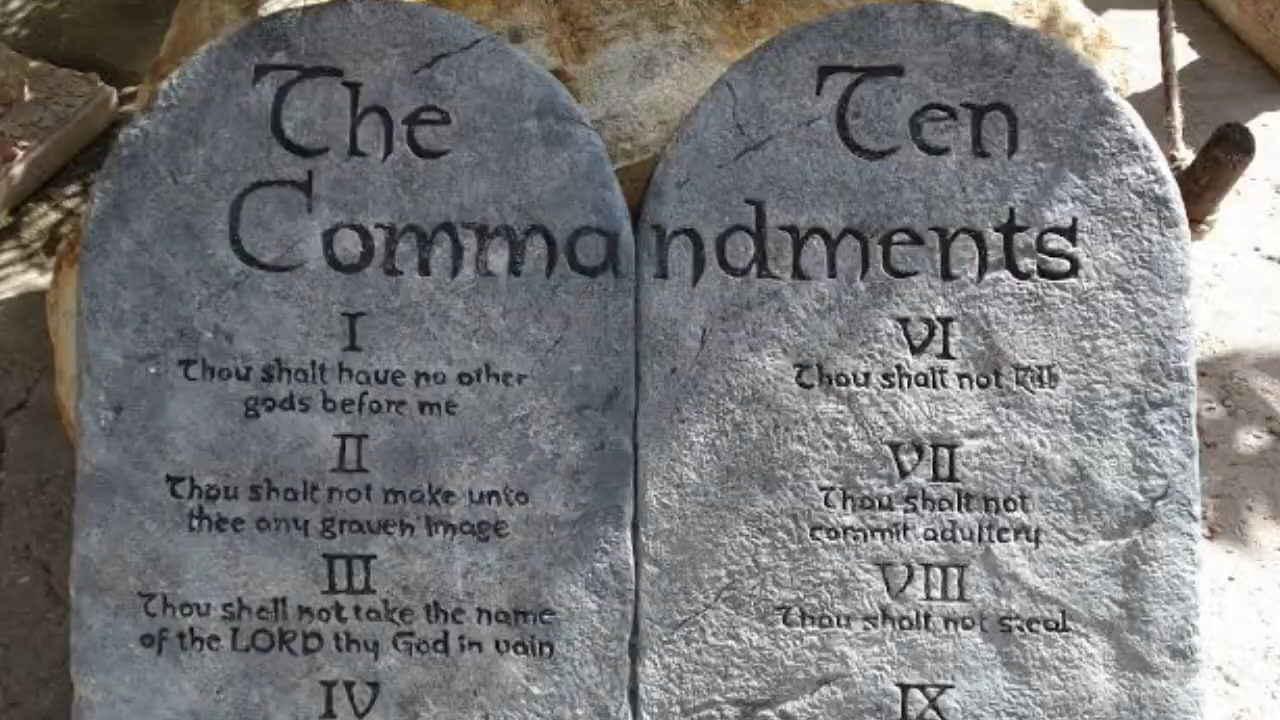 The
Commandments
Ten
I
Thou shalt have no other
gods before me
II
Thou shalt not make unto
thee any graven image
III
Thou shall not take the name
of the LORD thy God in vain
IV
VI
Thou shalt not kill
VII
Thou shalt not
commit adultery
VIII
Thou shalt not steal
IX